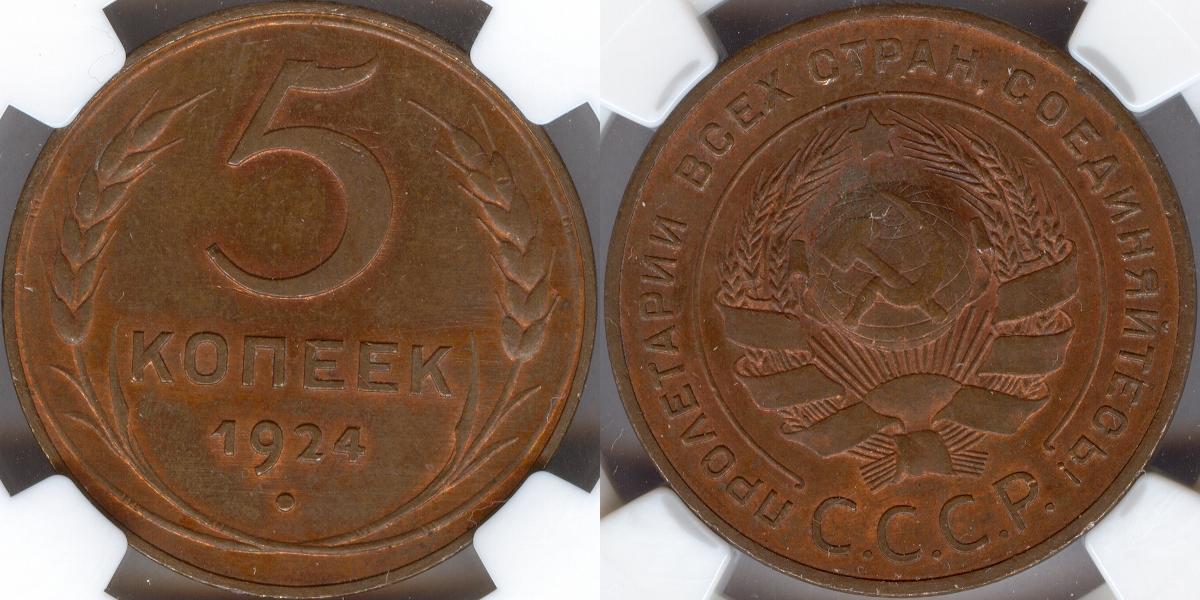 5
КОПЕЕК
1924
ПРОЛЕТАРИИ ВСЕХ СТРАН, СОЕДИНЯЙТЕСЬ!
С.С.С.Р.